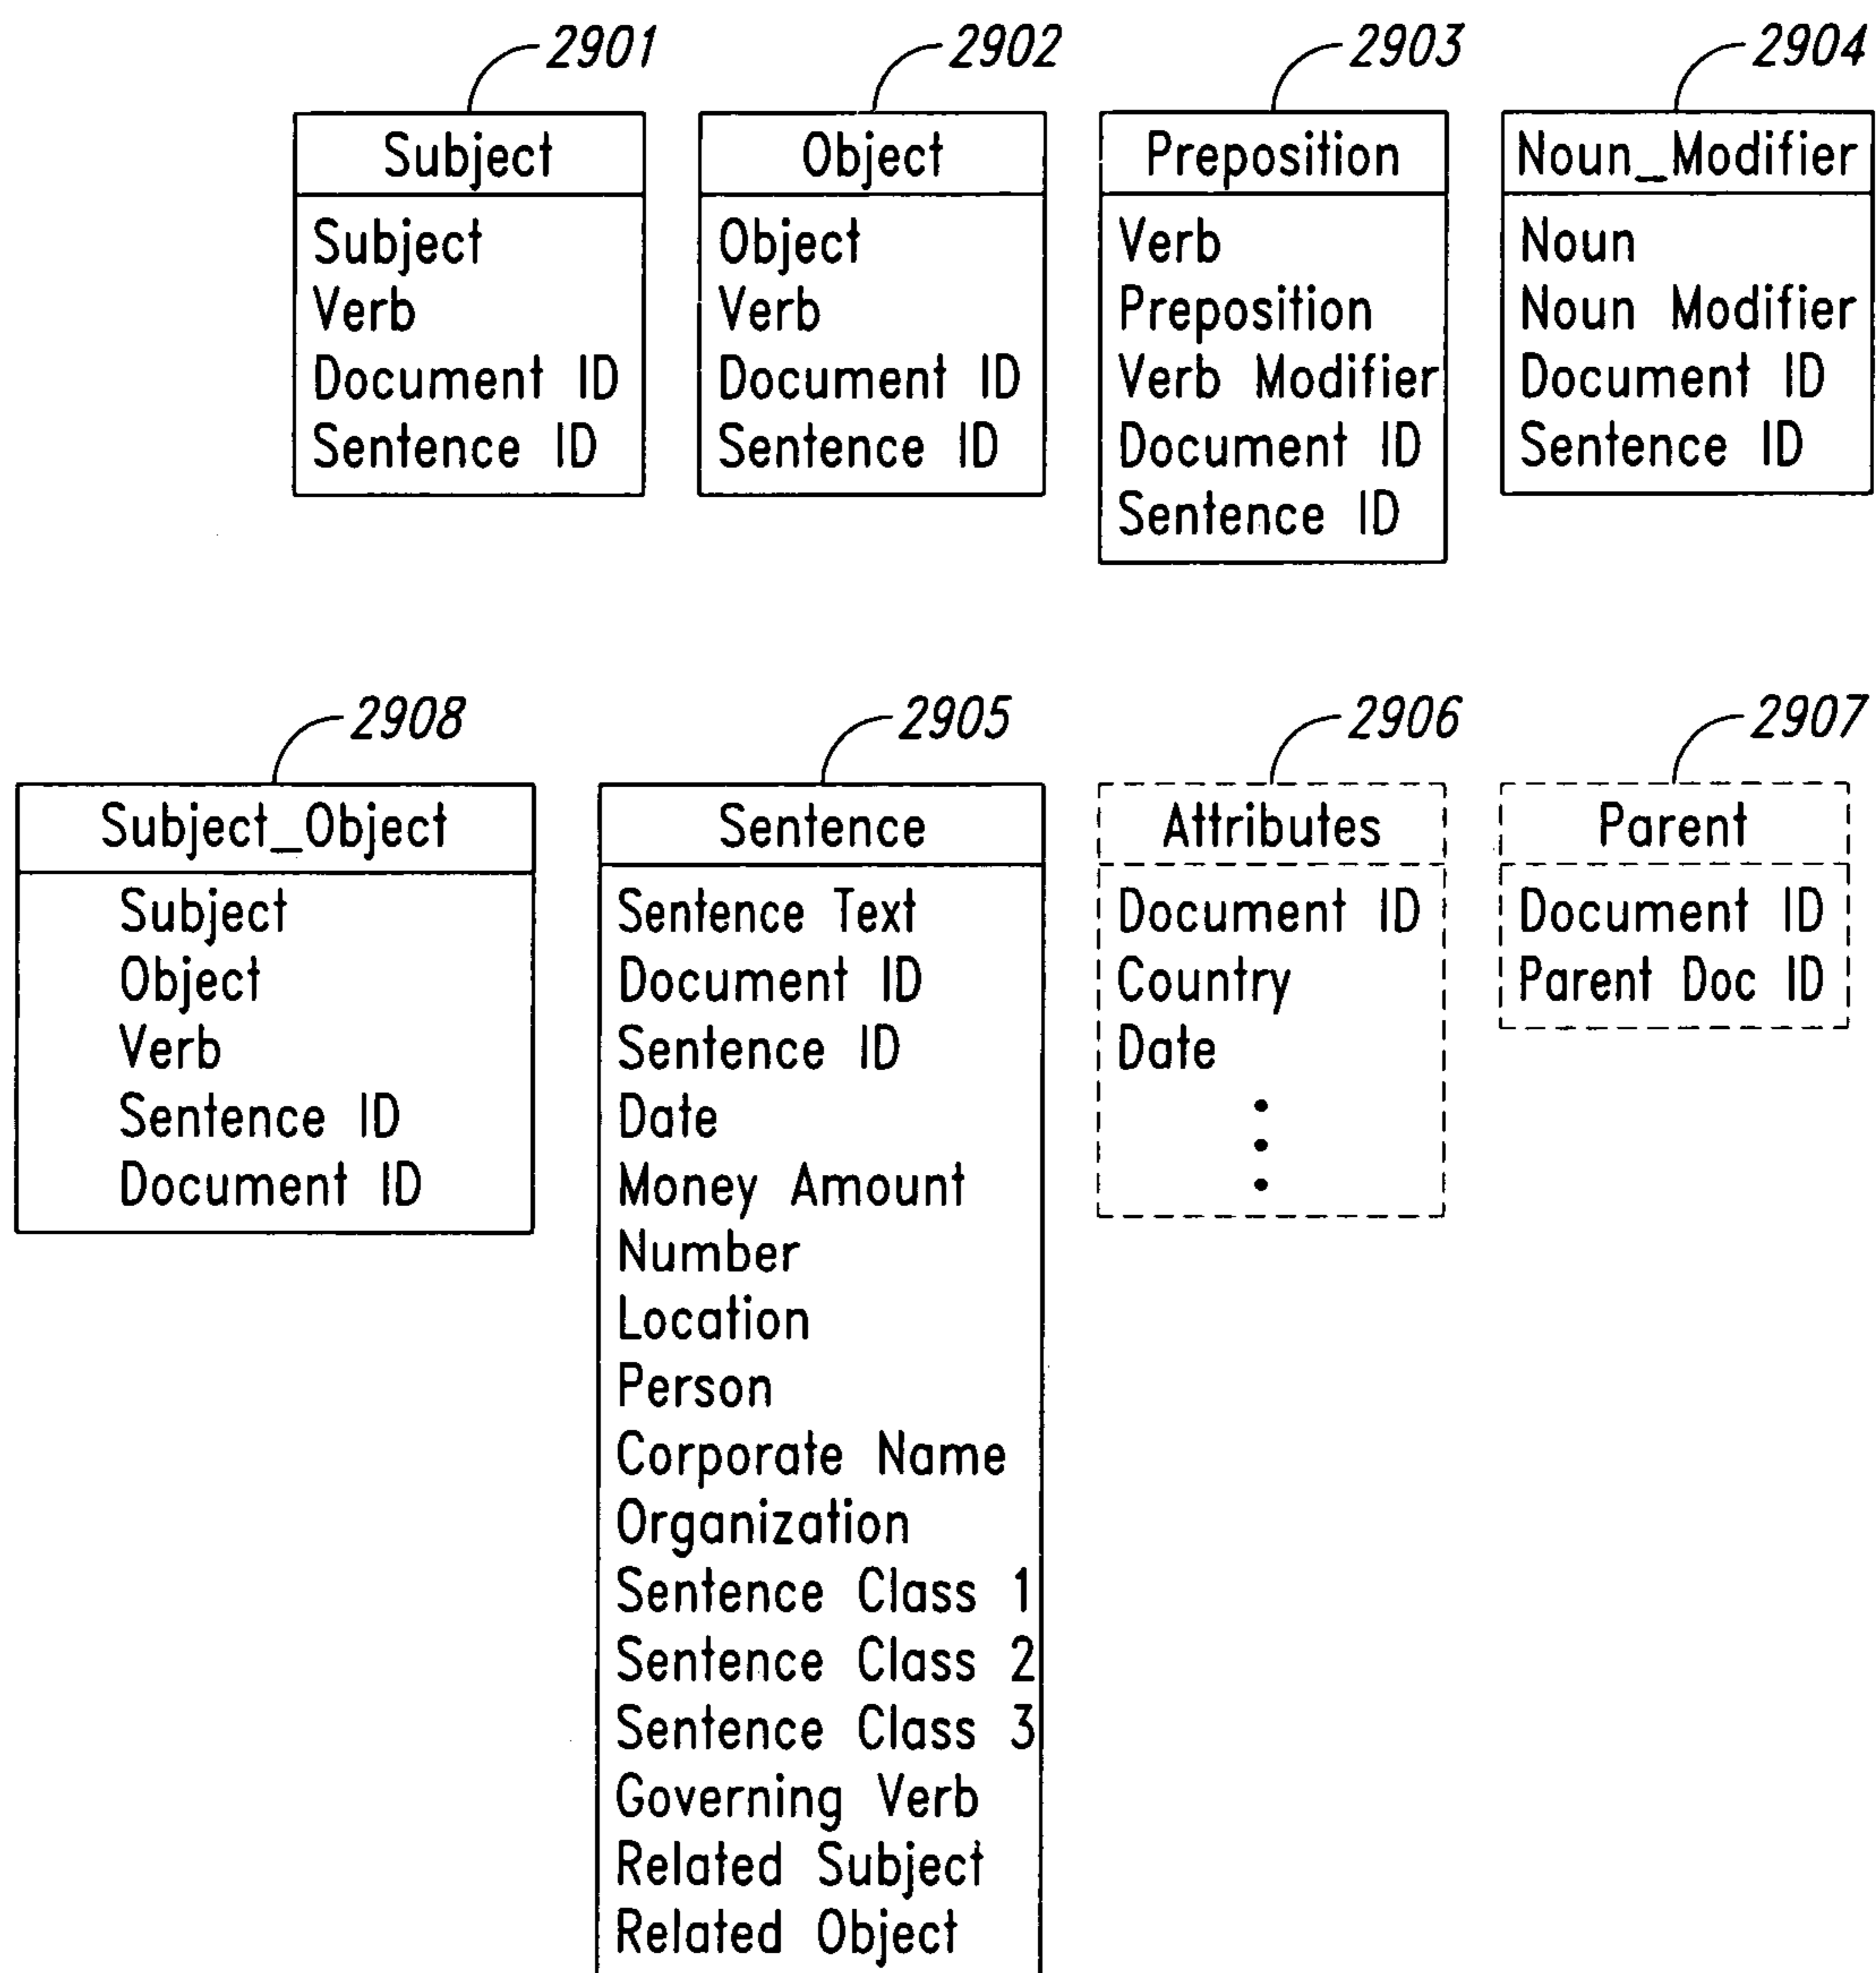 2901
Subject
Subject
Verb
Document ID
Sentence ID
2902
Object
Object
Verb
Document ID
Sentence ID
2903
Preposition
Verb
Preposition
Verb Modifier
Document ID
Sentence ID
2904
Noun_Modifier
Noun
Noun Modifier
Document ID
Sentence ID
2908
Subject_Object
Subject
Object
Verb
Sentence ID
Document ID
2905
Sentence
Sentence Text
Document ID
Sentence ID
Date
Money Amount
Number
Location
Person
Corporate Name
Organization
Sentence Class 1
Sentence Class 2
Sentence Class 3
Governing Verb
Related Subject
Related Object
2906
Attributes
Document ID
Country
Date
2907
Parent
Document ID
Parent Doc ID